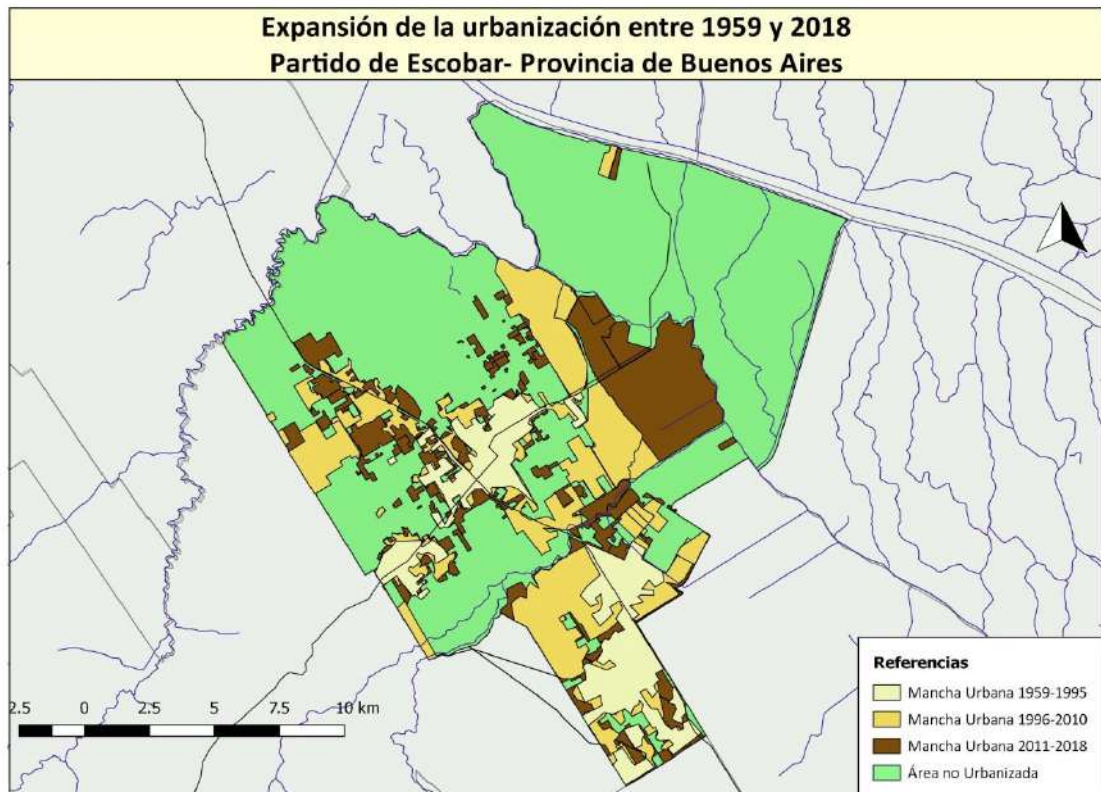 Expansión de la urbanización entre 1959 y 2018
Partido de Escobar- Provincia de Buenos Aires
Referencias
Mancha Urbana 1959-1995
Mancha Urbana 1996-2010
Mancha Urbana 2011-2018
Área no Urbanizada
2.5 0 2.5 5 7.5 10 km